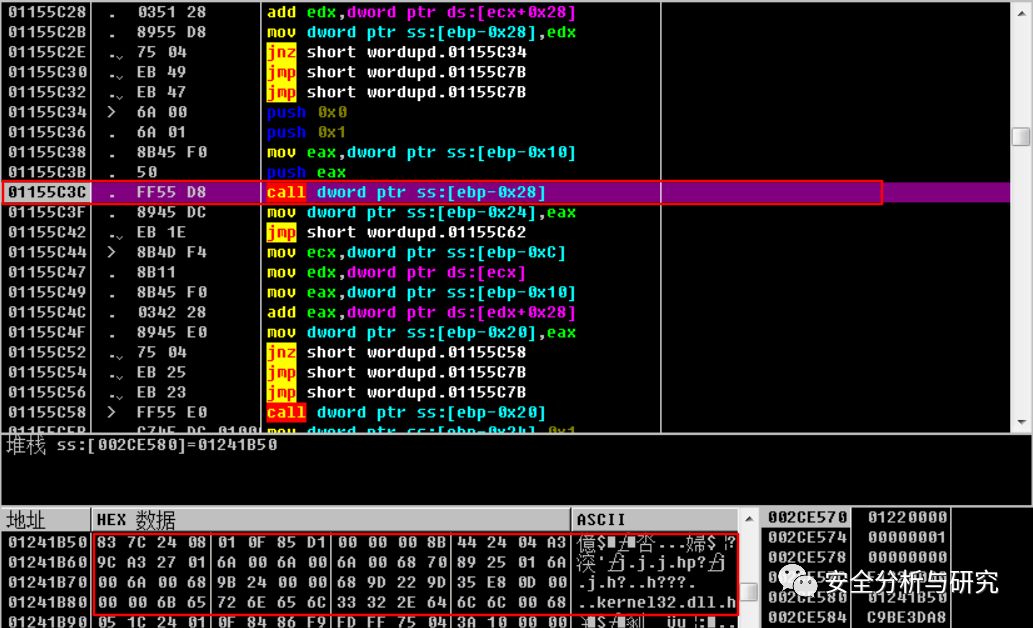 01155C28 . 0351 28 add edx,dword ptr ds:[ecx+0x28]
01155C2B . 8955 D8 mov dword ptr ss:[ebp-0x28],edx
01155C2E .⌄ 75 04 jnz short wordupd.01155C34
01155C30 .⌄ EB 49 jmp short wordupd.01155C7B
01155C32 .⌄ EB 47 jmp short wordupd.01155C7B
01155C34 > 6A 00 push 0x0
01155C36 . 6A 01 push 0x1
01155C38 . 8B45 F0 mov eax,dword ptr ss:[ebp-0x10]
01155C3B . 50 push eax
01155C3C . FF55 D8 call dword ptr ss:[ebp-0x28]
01155C3F . 8945 DC mov dword ptr ss:[ebp-0x24],eax
01155C42 .⌄ EB 1E jmp short wordupd.01155C62
01155C44 > 8B4D F4 mov ecx,dword ptr ss:[ebp-0xC]
01155C47 . 8B11 mov edx,dword ptr ds:[ecx]
01155C49 . 8B45 F0 mov eax,dword ptr ss:[ebp-0x10]
01155C4C . 0342 28 add eax,dword ptr ds:[edx+0x28]
01155C4F . 8945 E0 mov dword ptr ss:[ebp-0x20],eax
01155C52 .⌄ 75 04 jnz short wordupd.01155C58
01155C54 .⌄ EB 25 jmp short wordupd.01155C7B
01155C56 .⌄ EB 23 jmp short wordupd.01155C7B
01155C58 > FF55 E0 call dword ptr ss:[ebp-0x20]
堆栈 ss:[002CE580]=01241B50
地址 HEX 数据 ASCII
01241B50 83 7C 24 08 01 0F 85 D1 00 00 00 8B 44 24 04 A3
01241B60 9C A3 27 01 6A 00 6A 00 6A 00 68 70 89 25 01 6A .j.j.j.hp?
01241B70 00 6A 00 68 9B 24 00 00 68 9D 22 9D 35 E8 0D 00 .j.h?..h???.
01241B80 00 00 6B 65 72 6E 65 6C 33 32 2E 64 6C 6C 00 68 ..kernel32.dll.h
01241B90 05 1C 24 01 0F 84 86 F9 FD FF 75 04 3A 10 00 00
002CE570 01220000
002CE574 00000001
002CE578 00000000
002CE580 01241B50
002CE584 C9BE3DA8
安全分析与研究